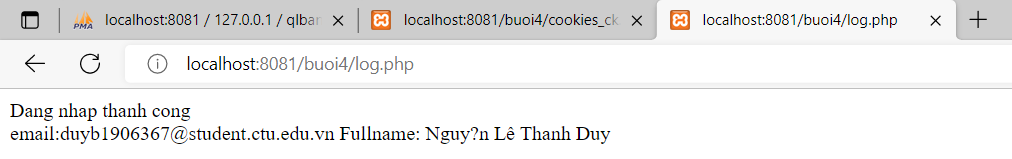 localhost:8081 / 127.0.0.1 / qlbar
localhost:8081/buoi4/cookies_ck
localhost:8081/buoi4/log.php
localhost:8081/buoi4/log.php
Dang nhap thanh cong
email:duyb1906367@student.ctu.edu.vn Fullname: Nguy?n Lê Thanh Duy